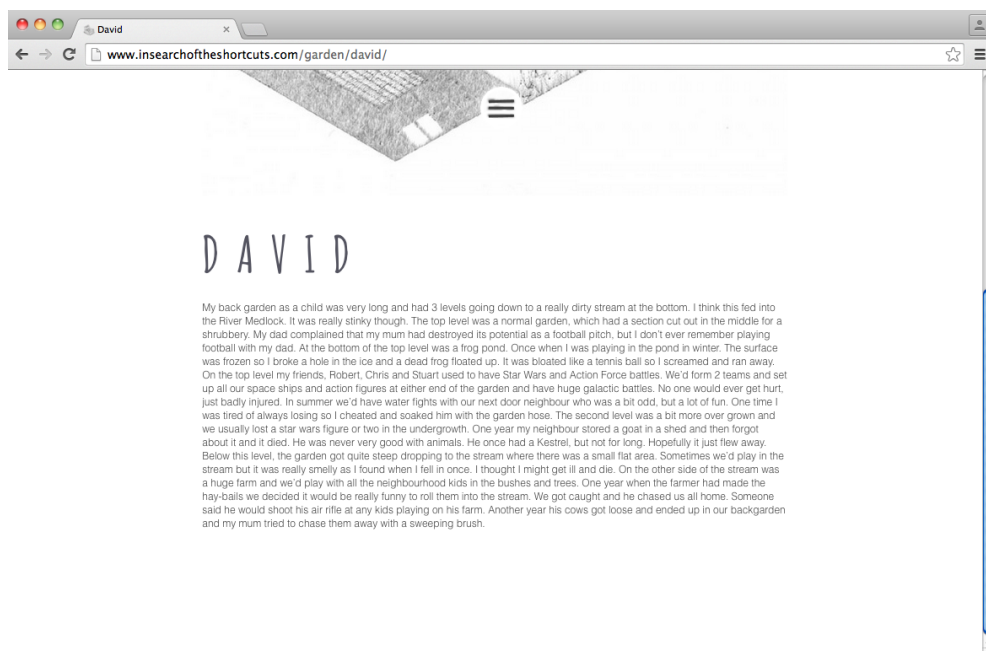 David
www.insearchoftheshortcuts.com/garden/david/
DAVID
My back garden as a child was very long and had 3 levels going down to a really dirty stream at the bottom. I think this fed into
the River Medlock. It was really stinky though. The top level was a normal garden, which had a section cut out in the middle for a
shrubbery. My dad complained that my mum had destroyed its potential as a football pitch, but I don't ever remember playing
football with my dad. At the bottom of the top level was a frog pond. Once when I was playing in the pond in winter. The surface
was frozen so I broke a hole in the ice and a dead frog floated up. It was bloated like a tennis ball so I screamed and ran away.
On the top level my friends, Robert, Chris and Stuart used to have Star Wars and Action Force battles. We'd form 2 teams and set
up all our space ships and action figures at either end of the garden and have huge galactic battles. No one would ever get hurt,
just badly injured. In summer we'd have water fights with our next door neighbour who was a bit odd, but a lot of fun. One time I
was tired of always losing so I cheated and soaked him with the garden hose. The second level was a bit more over grown and
we usually lost a star wars figure or two in the undergrowth. One year my neighbour stored a goat in a shed and then forgot
about it and it died. He was never very good with animals. He once had a Kestrel, but not for long. Hopefully it just flew away.
Below this level, the garden got quite steep dropping to the stream where there was a small flat area. Sometimes we'd play in the
stream but it was really smelly as I found when I fell in once. I thought I might get ill and die. On the other side of the stream was
a huge farm and we'd play with all the neighbourhood kids in the bushes and trees. One year when the farmer had made the
hay-bails we decided it would be really funny to roll them into the stream. We got caught and he chased us all home. Someone
said he would shoot his air rifle at any kids playing on his farm. Another year his cows got loose and ended up in our backgarden
and my mum tried to chase them away with a sweeping brush.